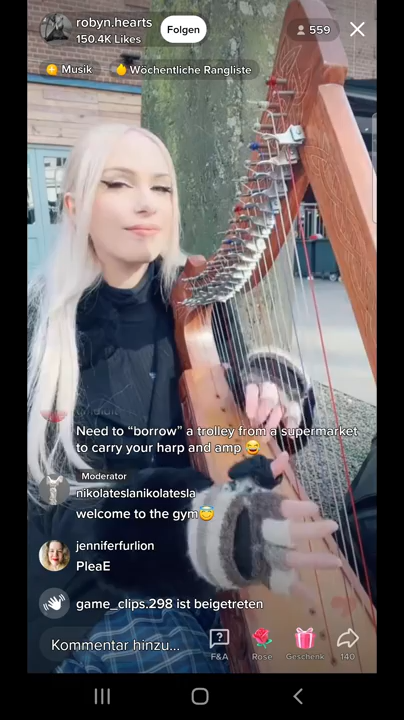 robyn.hearts
150.4K Likes
Folgen
559
Musik
Wöchentliche Rangliste
Need to “borrow” a trolley from a supermarket
to carry your harp and amp 😂
Moderator
nikolateslanikolatesla
welcome to the gym😇
jenniferfurlion
PleaE
game_clips.298 ist beigetreten
Kommentar hinzu...
F&A
Rose
Geschenk
140